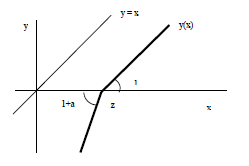 y = x
y
y(x)
1
1+a
z
x